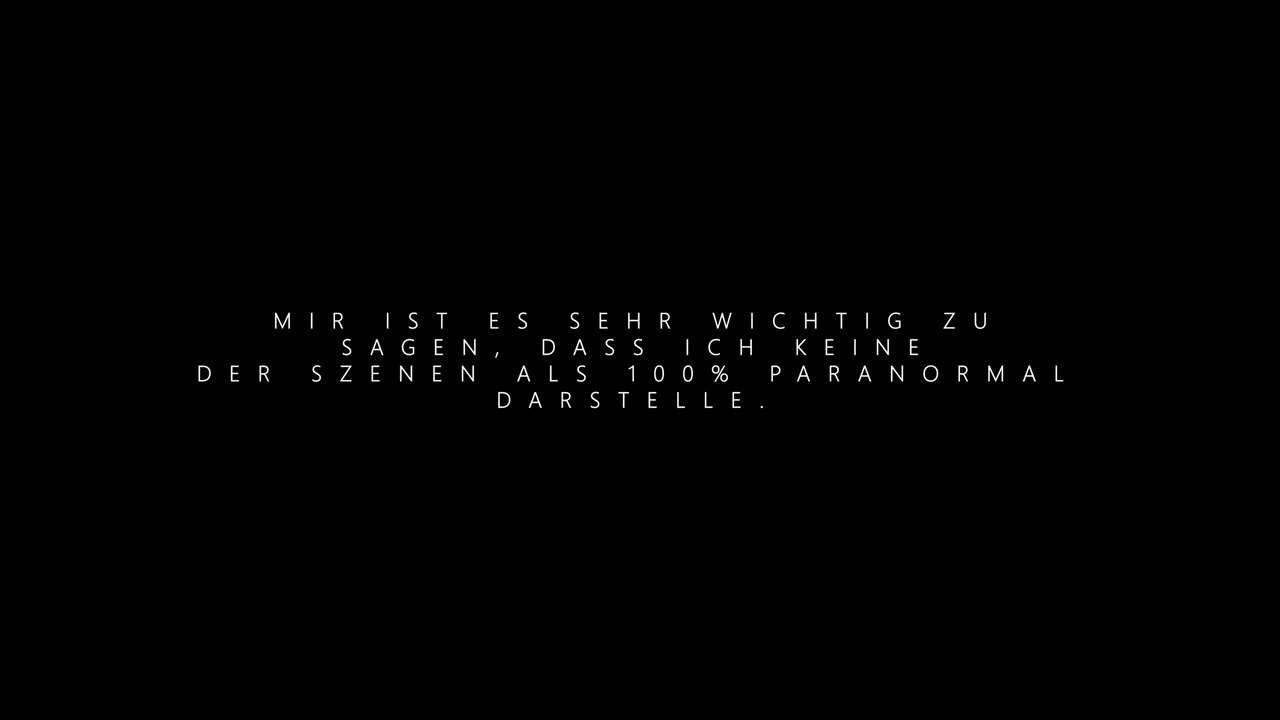 MIR IST ES SEHR WICHTIG ZU
SAGEN, DASS ICH KEINE
DER SZENEN ALS 100% PARANORMAL
DARSTELLE.